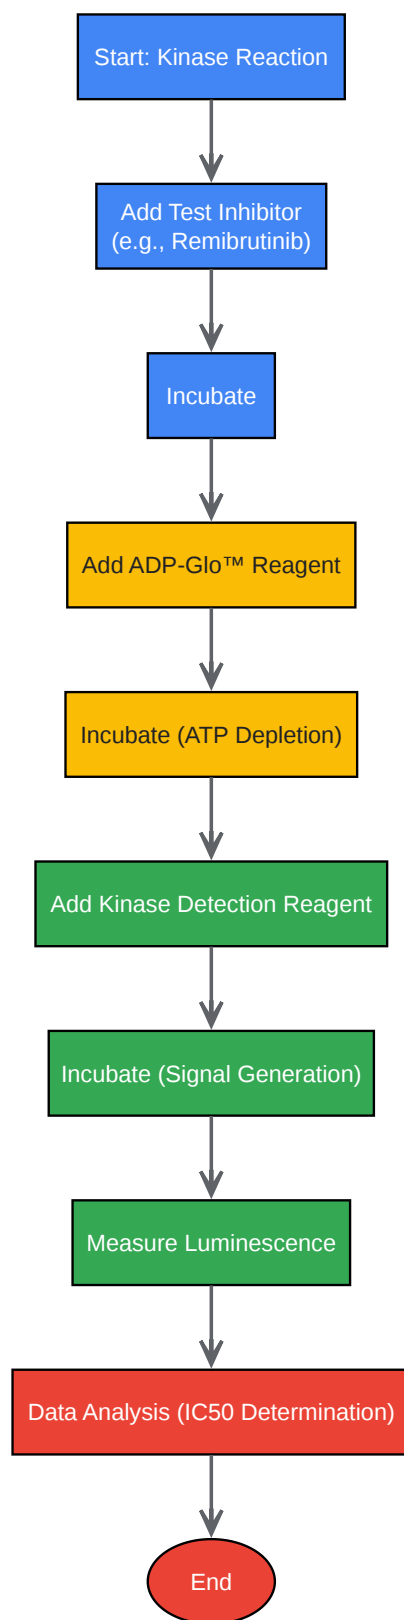 Start: Kinase Reaction
Add Test Inhibitor
(e.g., Remibrutinib)
Incubate
Add ADP-Glo™ Reagent
Incubate (ATP Depletion)
Add Kinase Detection Reagent
Incubate (Signal Generation)
Measure Luminescence
Data Analysis (IC50 Determination)
End